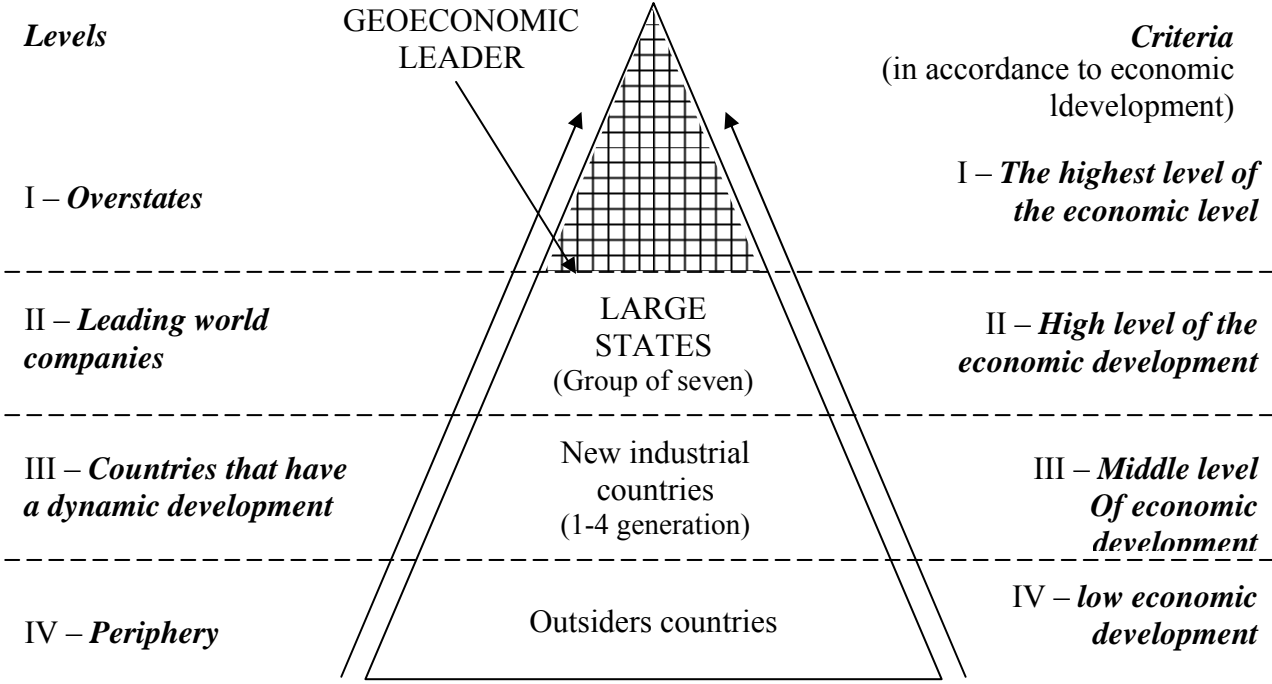 Levels
GEOECONOMIC
LEADER
Criteria
(in accordance to economic
ldevelopment)
I – Overstates
I – The highest level of
the economic level
II – Leading world
companies
LARGE
STATES
(Group of seven)
II – High level of the
economic development
III – Countries that have
a dynamic development
New industrial
countries
(1-4 generation)
III – Middle level
Of economic
development
IV – Periphery
Outsiders countries
IV – low economic
development